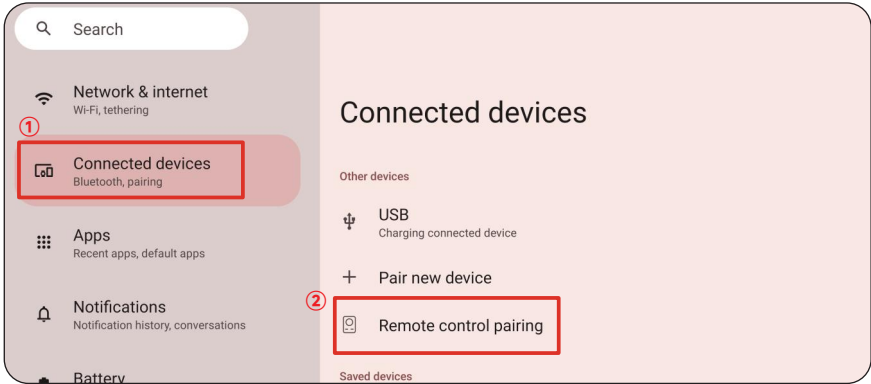 Search
Network & internet
Wi-Fi, tethering
①
Connected devices
Bluetooth, pairing
Apps
Recent apps, default apps
Notifications
Notification history, conversations
Battery
Connected devices
Other devices
USB
Charging connected device
Pair new device
②
Remote control pairing
Saved devices